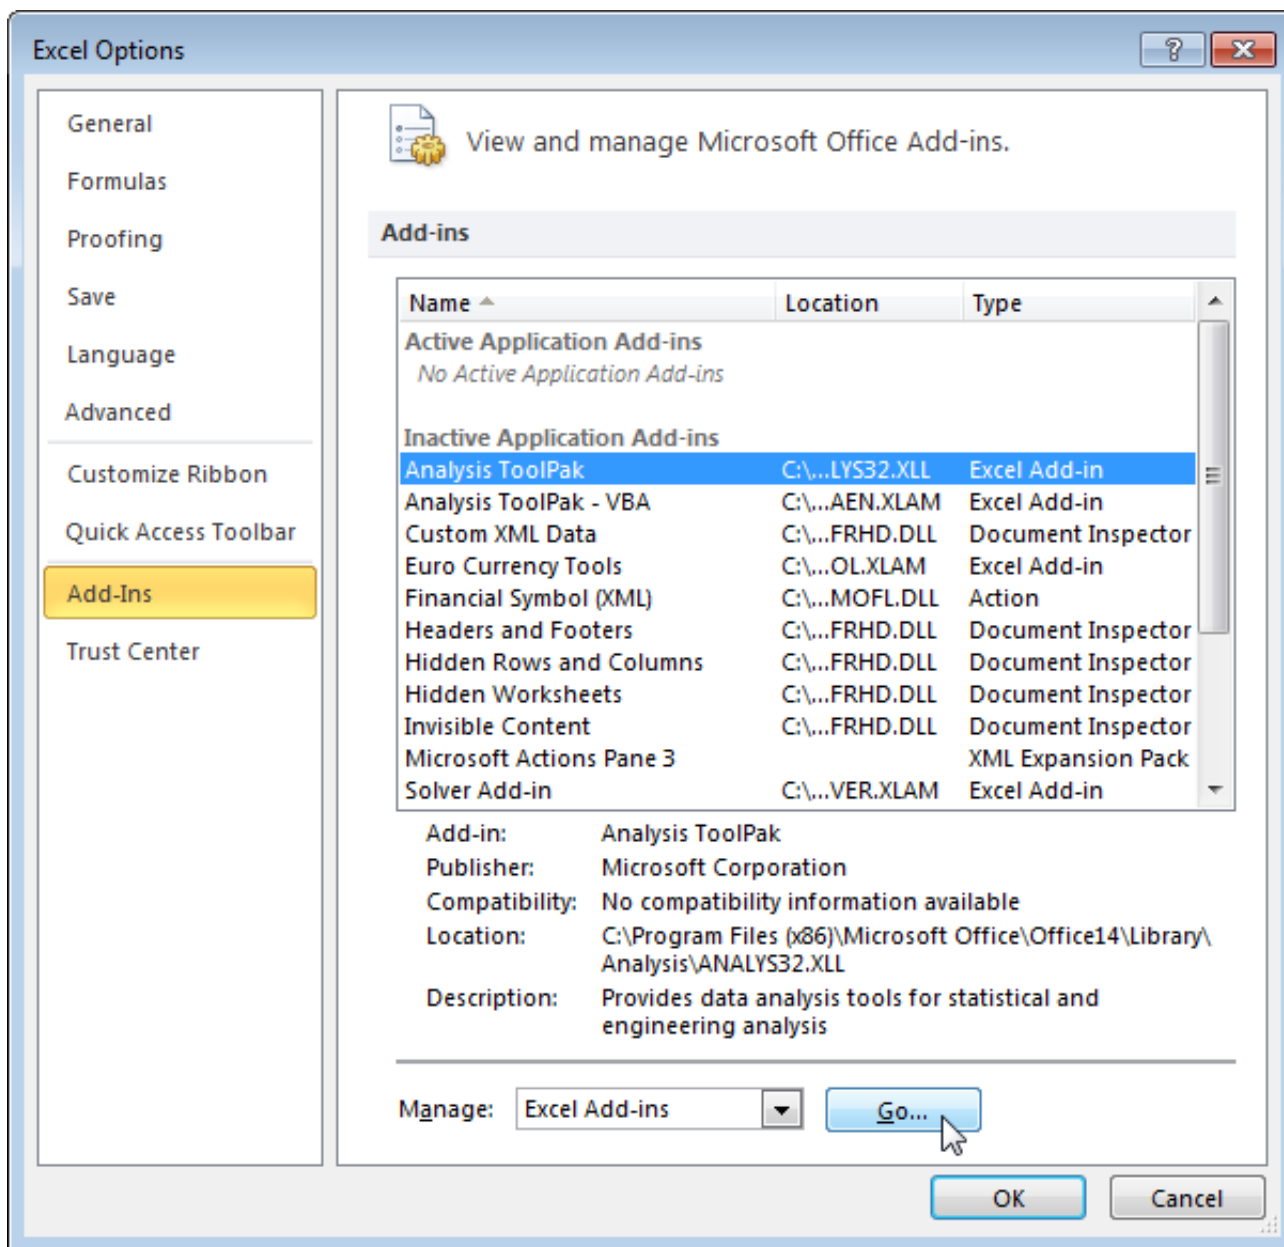 Excel Options
General
Formulas
Proofing
Save
Language
Advanced
Customize Ribbon
Quick Access Toolbar
Add-Ins
Trust Center
View and manage Microsoft Office Add-ins.
Add-ins
Name Location Type
Active Application Add-ins
No Active Application Add-ins
Inactive Application Add-ins
Analysis ToolPak C:\...LYS32.XLL Excel Add-in
Analysis ToolPak - VBA C:\...AEN.XLAM Excel Add-in
Custom XML Data C:\...FRHD.DLL Document Inspector
Euro Currency Tools C:\...OL.XLAM Excel Add-in
Financial Symbol (XML) C:\...MOFL.DLL Action
Headers and Footers C:\...FRHD.DLL Document Inspector
Hidden Rows and Columns C:\...FRHD.DLL Document Inspector
Hidden Worksheets C:\...FRHD.DLL Document Inspector
Invisible Content C:\...FRHD.DLL Document Inspector
Microsoft Actions Pane 3 XML Expansion Pack
Solver Add-in C:\...VER.XLAM Excel Add-in
Add-in: Analysis ToolPak
Publisher: Microsoft Corporation
Compatibility: No compatibility information available
Location: C:\Program Files (x86)\Microsoft Office\Office14\Library\
Analysis\ANALYS32.XLL
Description: Provides data analysis tools for statistical and
engineering analysis
Manage: Excel Add-ins Go...
OK Cancel